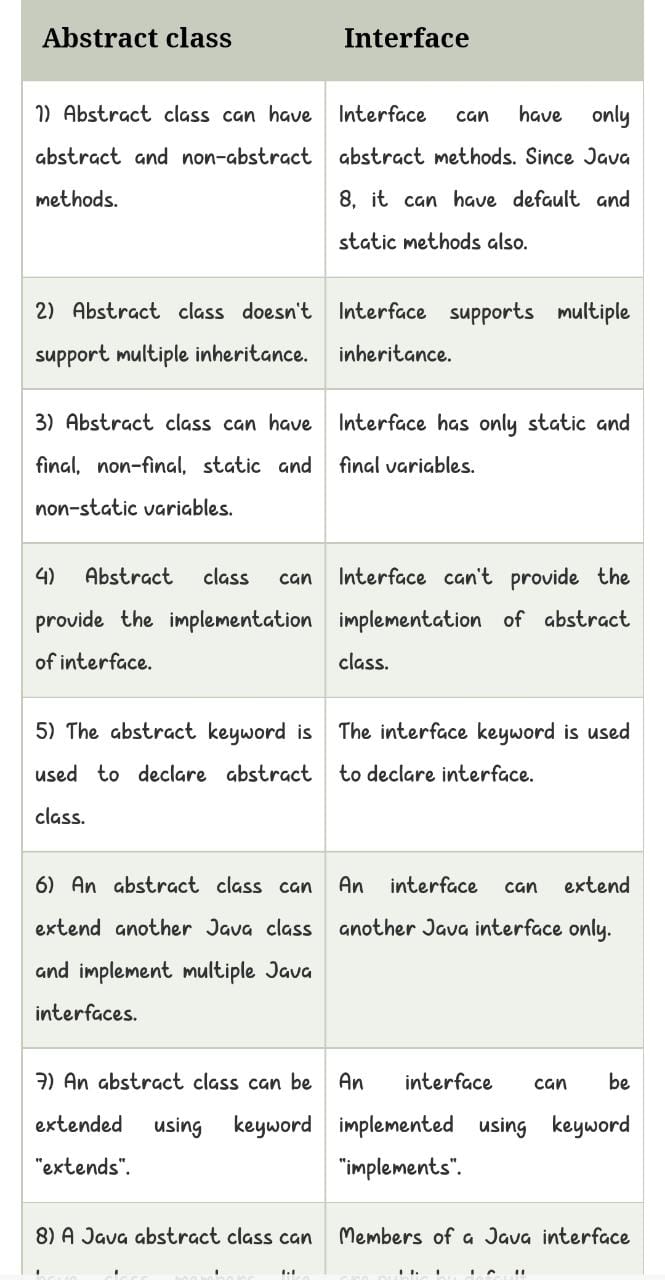 Abstract class
Interface
1) Abstract class can have
abstract and non-abstract
methods.
Interface can have only
abstract methods. Since Java
8, it can have default and
static methods also.
2) Abstract class doesn't
support multiple inheritance.
Interface supports multiple
inheritance.
3) Abstract class can have
final, non-final, static and
non-static variables.
Interface has only static and
final variables.
4) Abstract class can
provide the implementation
of interface.
Interface can't provide the
implementation of abstract
class.
5) The abstract keyword is
used to declare abstract
class.
The interface keyword is used
to declare interface.
6) An abstract class can
extend another Java class
and implement multiple Java
interfaces.
An interface can extend
another Java interface only.
7) An abstract class can be
extended using keyword
"extends".
An interface can be
implemented using keyword
"implements".
8) A Java abstract class can
Members of a Java interface